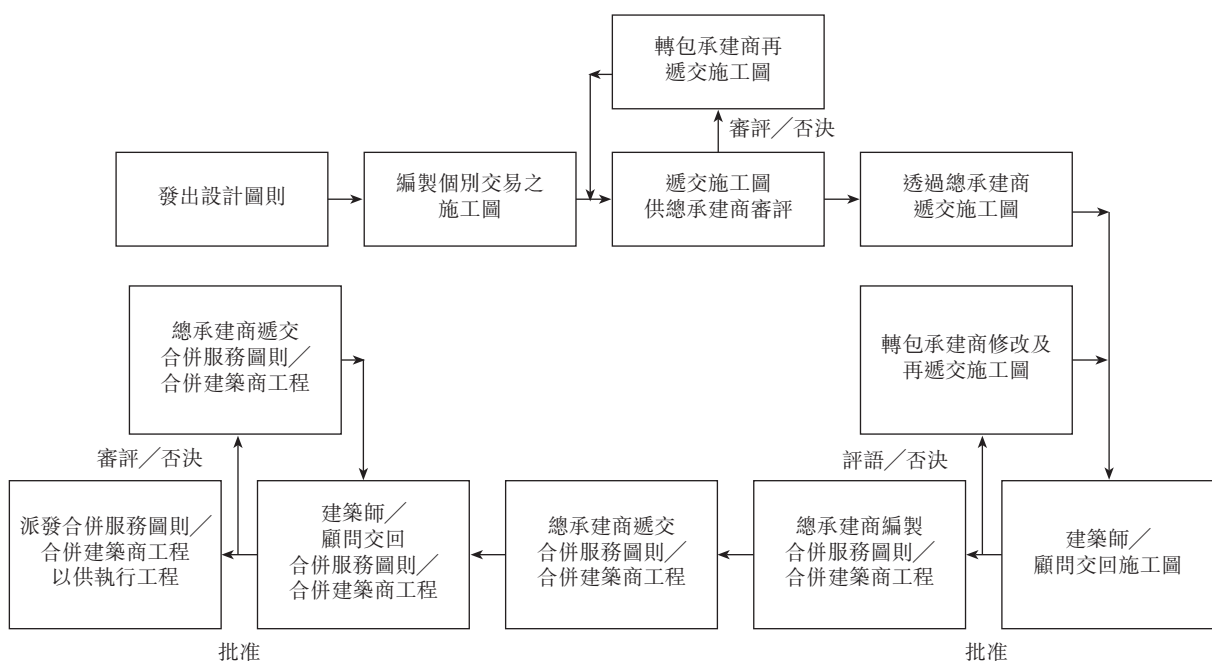 轉包承建商再
遞交施工圖
審評／否決
發出設計圖則
編製個別交易之
施工圖
遞交施工圖
供總承建商審評
透過總承建商
遞交施工圖
總承建商遞交
合併服務圖則／
合併建築商工程
轉包承建商修改及
再遞交施工圖
審評／否決
評語／否決
派發合併服務圖則／
合併建築商工程
以供執行工程
建築師／
顧問交回
合併服務圖則／
合併建築商工程
總承建商遞交
合併服務圖則／
合併建築商工程
總承建商編製
合併服務圖則／
合併建築商工程
建築師／
顧問交回施工圖
批准
批准